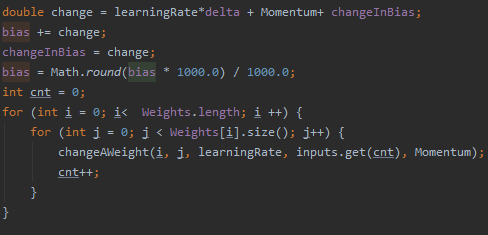 double change = learningRate*delta + Momentum+ changeInBias;
bias += change;
changeInBias = change;
bias = Math.round(bias * 1000.0) / 1000.0;
int cnt = 0;
for (int i = 0; i<  Weights.length; i ++) {
    for (int j = 0; j < Weights[i].size(); j++) {
        changeAWeight(i, j, learningRate, inputs.get(cnt), Momentum);
        cnt++;
    }
}